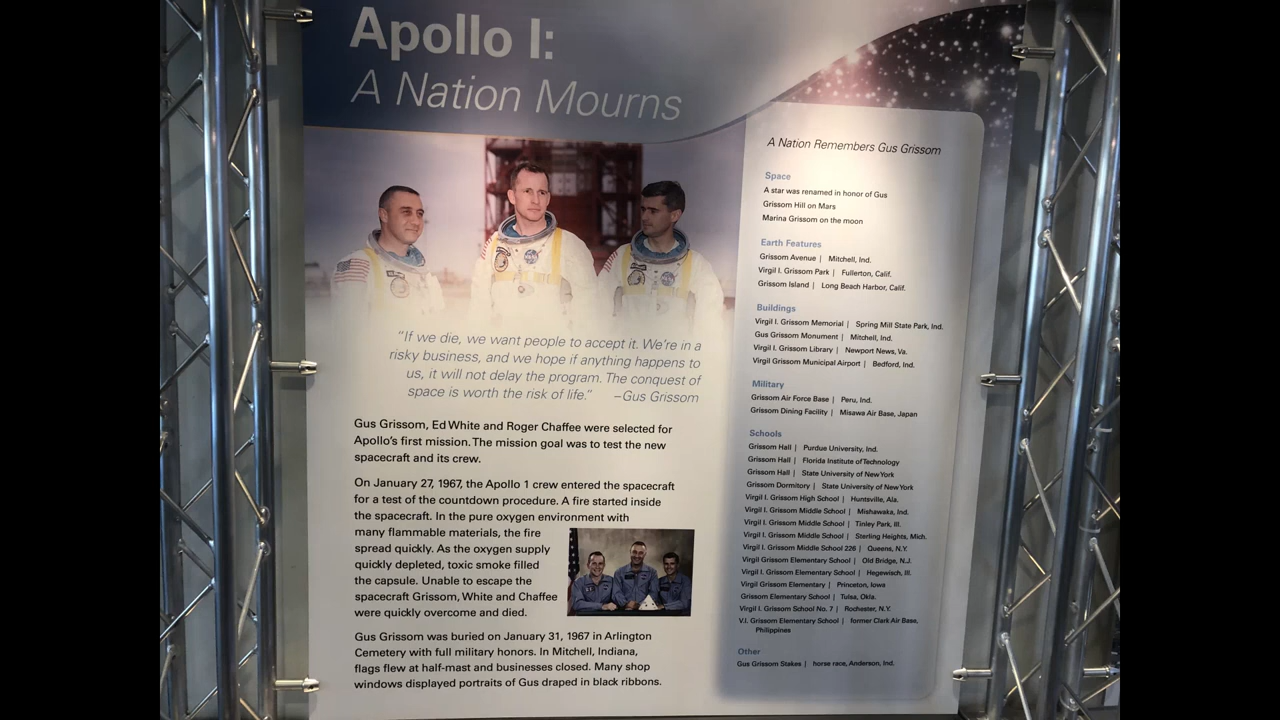 Apollo I:
A Nation Mourns
"If we die, we want people to accept it. We're in a
risky business, and we hope if anything happens to
us, it will not delay the program. The conquest of
space is worth the risk of life." –Gus Grissom
Gus Grissom, Ed White and Roger Chaffee were selected for
Apollo's first mission. The mission goal was to test the new
spacecraft and its crew.
On January 27, 1967, the Apollo 1 crew entered the spacecraft
for a test of the countdown procedure. A fire started inside
the spacecraft. In the pure oxygen environment with
many flammable materials, the fire
spread quickly. As the oxygen supply
quickly depleted, toxic smoke filled
the capsule. Unable to escape the
spacecraft Grissom, White and Chaffee
were quickly overcome and died.
Gus Grissom was buried on January 31, 1967 in Arlington
Cemetery with full military honors. In Mitchell, Indiana,
flags flew at half-mast and businesses closed. Many shop
windows displayed portraits of Gus draped in black ribbons.
A Nation Remembers Gus Grissom
Space
A star was renamed in honor of Gus
Grissom Hill on Mars
Marina Grissom on the moon
Earth Features
Grissom Avenue | Mitchell, Ind.
Virgil I. Grissom Park | Fullerton, Calif.
Grissom Island | Long Beach Harbor, Calif.
Buildings
Virgil I. Grissom Memorial | Spring Mill State Park, Ind.
Gus Grissom Monument | Mitchell, Ind.
Virgil I. Grissom Library | Newport News, Va.
Virgil Grissom Municipal Airport | Bedford, Ind.
Military
Grissom Air Force Base | Peru, Ind.
Grissom Dining Facility | Misawa Air Base, Japan
Schools
Grissom Hall | Purdue University, Ind.
Grissom Hall | Florida Institute of Technology
Grissom Hall | State University of New York
Grissom Dormitory | State University of New York
Virgil I. Grissom High School | Huntsville, Ala.
Virgil I. Grissom Middle School | Mishawaka, Ind.
Virgil I. Grissom Middle School | Tinley Park, Ill.
Virgil I. Grissom Middle School | Sterling Heights, Mich.
Virgil I. Grissom Middle School 226 | Queens, N.Y.
Virgil Grissom Elementary School | Old Bridge, N.J.
Virgil I. Grissom Elementary School | Hegewisch, Ill.
Virgil Grissom Elementary | Princeton, Iowa
Grissom Elementary School | Tulsa, Okla.
Virgil I. Grissom School No. 7 | Rochester, N.Y.
V.I. Grissom Elementary School | former Clark Air Base,
Philippines
Other
Gus Grissom Stakes | horse race, Anderson, Ind.